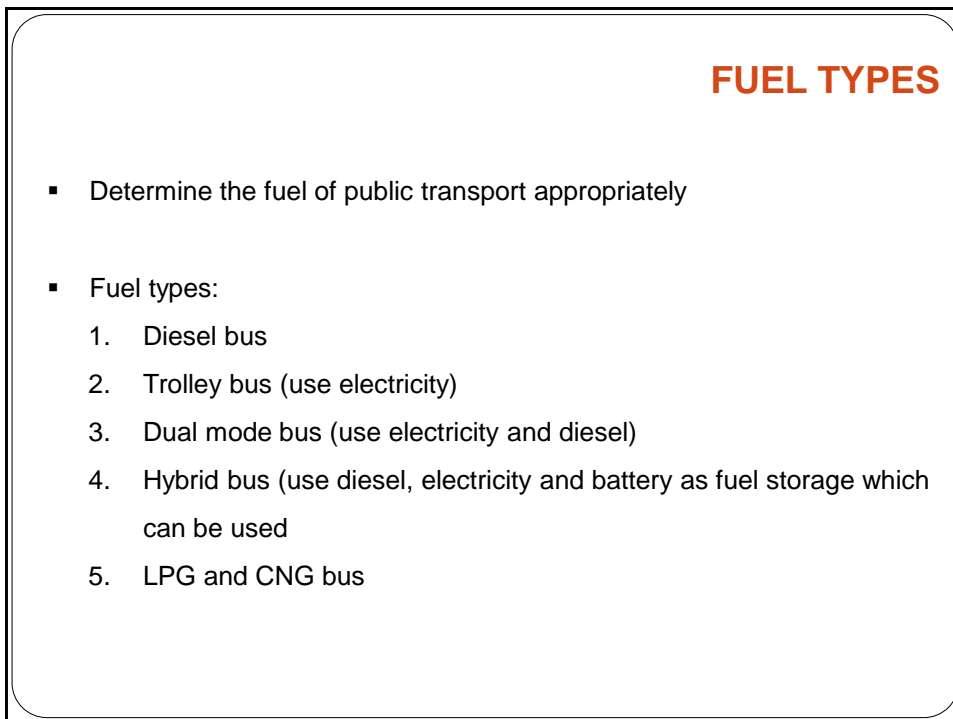 FUEL TYPES
▪ Determine the fuel of public transport appropriately
▪ Fuel types:
1. Diesel bus
2. Trolley bus (use electricity)
3. Dual mode bus (use electricity and diesel)
4. Hybrid bus (use diesel, electricity and battery as fuel storage which
can be used
5. LPG and CNG bus